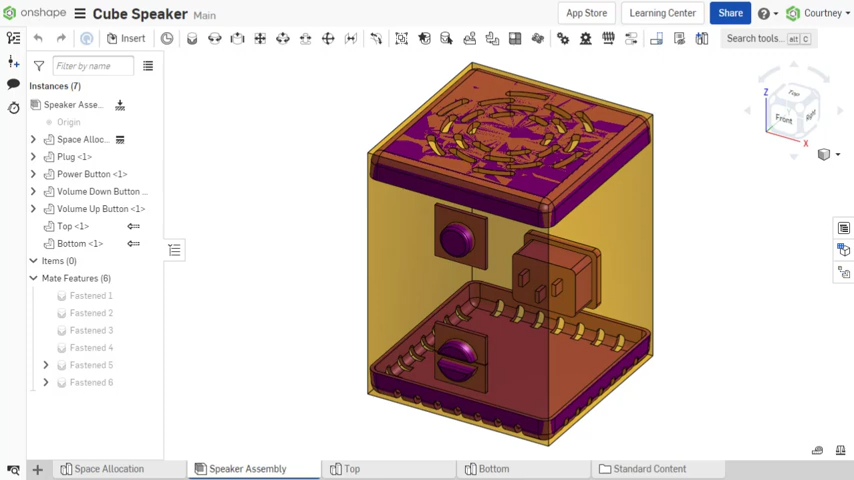 onshape Cube Speaker Main App Store Learning Center Share Courtney
Insert Search tools... alt C
Filter by name
Instances (7)
Speaker Asse...
Origin
Space Alloc...
Plug <1>
Power Button <1>
Volume Down Button ...
Volume Up Button <1>
Top <1>
Bottom <1>
Items (0)
Mate Features (6)
Fastened 1
Fastened 2
Fastened 3
Fastened 4
Fastened 5
Fastened 6
Z
Top
Front
Right
X
Space Allocation Speaker Assembly Top Bottom Standard Content